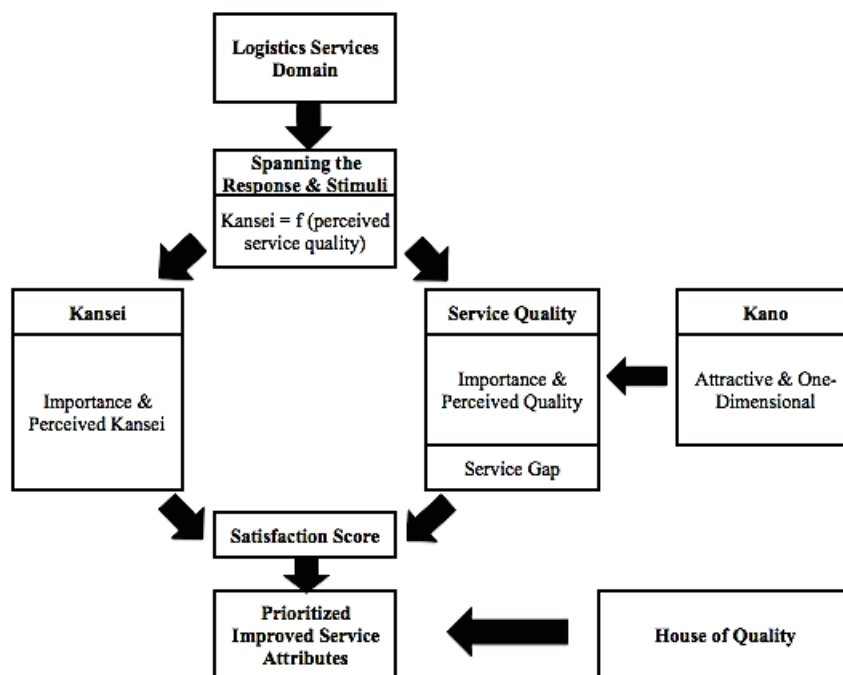 Logistics Services
Domain
Spanning the
Response & Stimuli
Kansei = f (perceived
service quality)
Kansei
Importance &
Perceived Kansei
Service Quality
Importance &
Perceived Quality
Service Gap
Kano
Attractive & One-
Dimensional
Satisfaction Score
Prioritized
Improved Service
Attributes
House of Quality